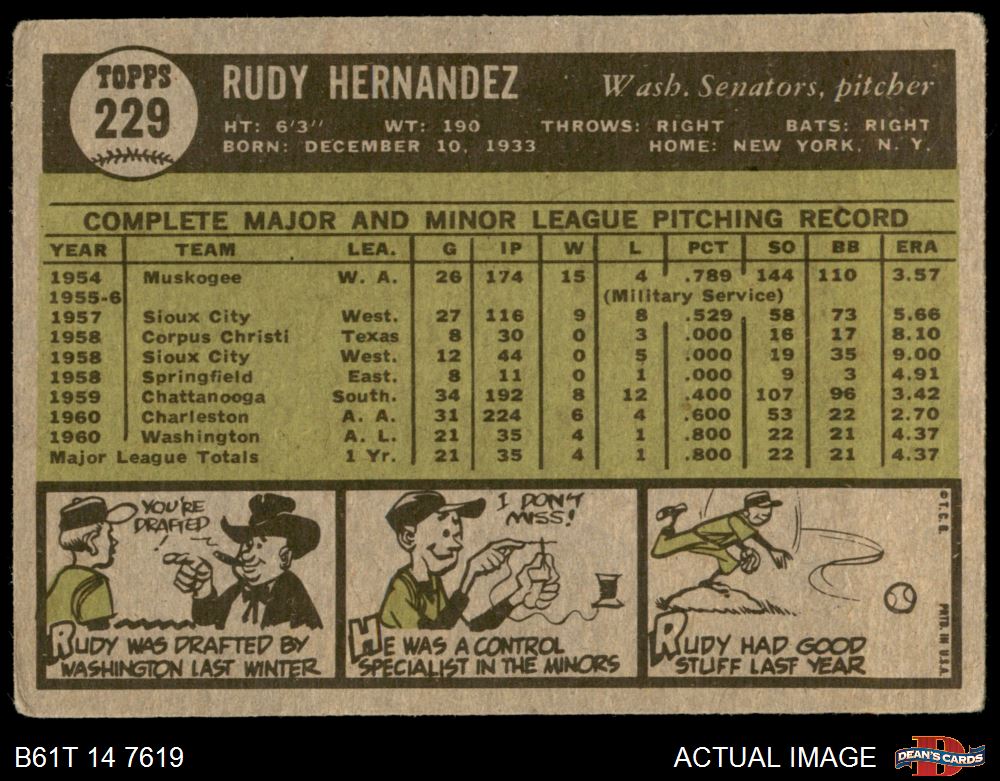 TOPPS
229
RUDY HERNANDEZ
Wash. Senators, pitcher
HT: 6'3" WT: 190 THROWS: RIGHT BATS: RIGHT
BORN: DECEMBER 10, 1933 HOME: NEW YORK, N. Y.
COMPLETE MAJOR AND MINOR LEAGUE PITCHING RECORD
YEAR TEAM LEA. G IP W L PCT SO BB ERA
1954 Muskogee W. A. 26 174 15 4 .789 144 110 3.57
1955-6 (Military Service)
1957 Sioux City West. 27 116 9 8 .529 58 73 5.66
1958 Corpus Christi Texas 8 30 0 3 .000 16 17 8.10
1958 Sioux City West. 12 44 0 5 .000 19 35 9.00
1958 Springfield East. 8 11 0 1 .000 9 3 4.91
1959 Chattanooga South. 34 192 8 12 .400 107 96 3.42
1960 Charleston A. A. 31 224 6 4 .600 53 22 2.70
1960 Washington A. L. 21 35 4 1 .800 22 21 4.37
Major League Totals 1 Yr. 21 35 4 1 .800 22 21 4.37
YOU'RE
DRAFTED
!
RUDY WAS DRAFTED BY
WASHINGTON LAST WINTER
I DON'T
MISS!
HE WAS A CONTROL
SPECIALIST IN THE MINORS
RUDY HAD GOOD
STUFF LAST YEAR
© T.C.G. PRTD. IN U.S.A.
B61T 14 7619
ACTUAL IMAGE
D
DEAN'S CARDS